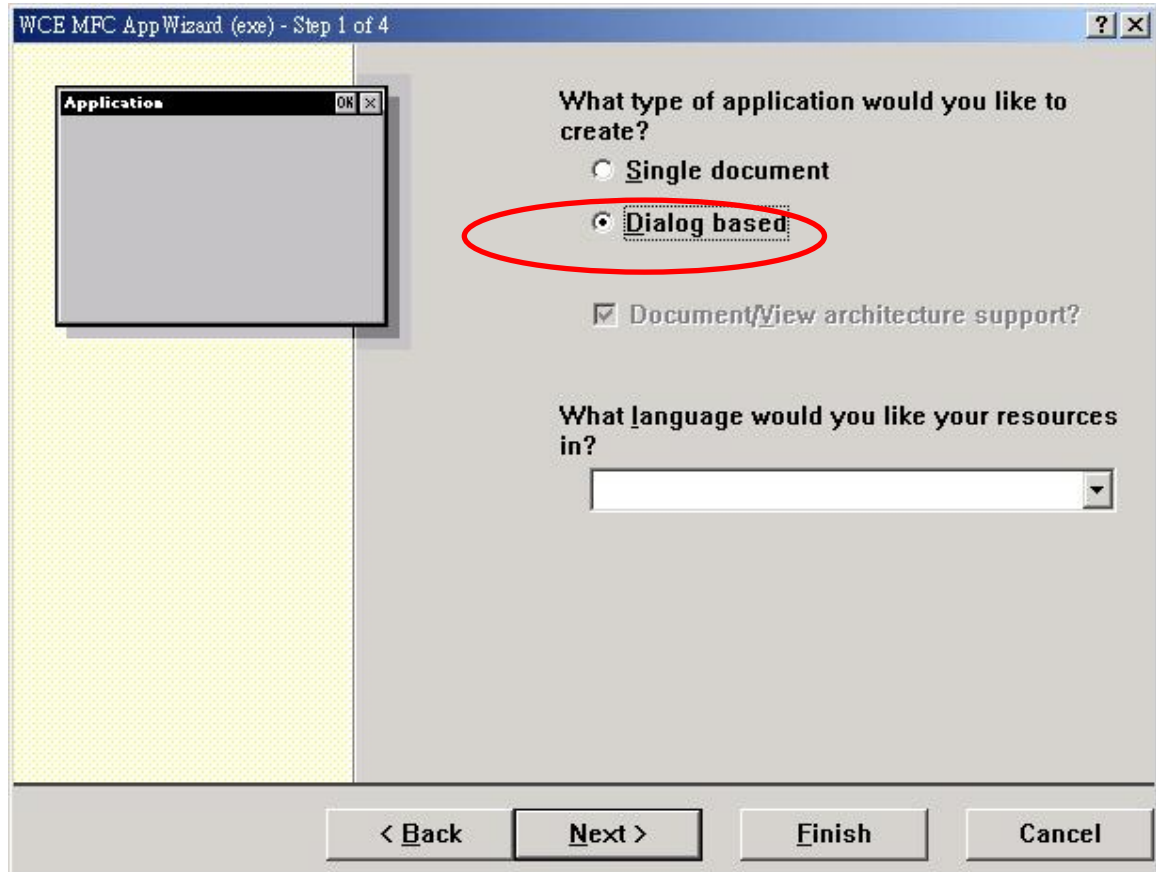 WCE MFC AppWizard (exe) - Step 1 of 4
Application OK
What type of application would you like to
create?
Single document
Dialog based
Document/View architecture support?
What language would you like your resources
in?
< Back Next > Finish Cancel